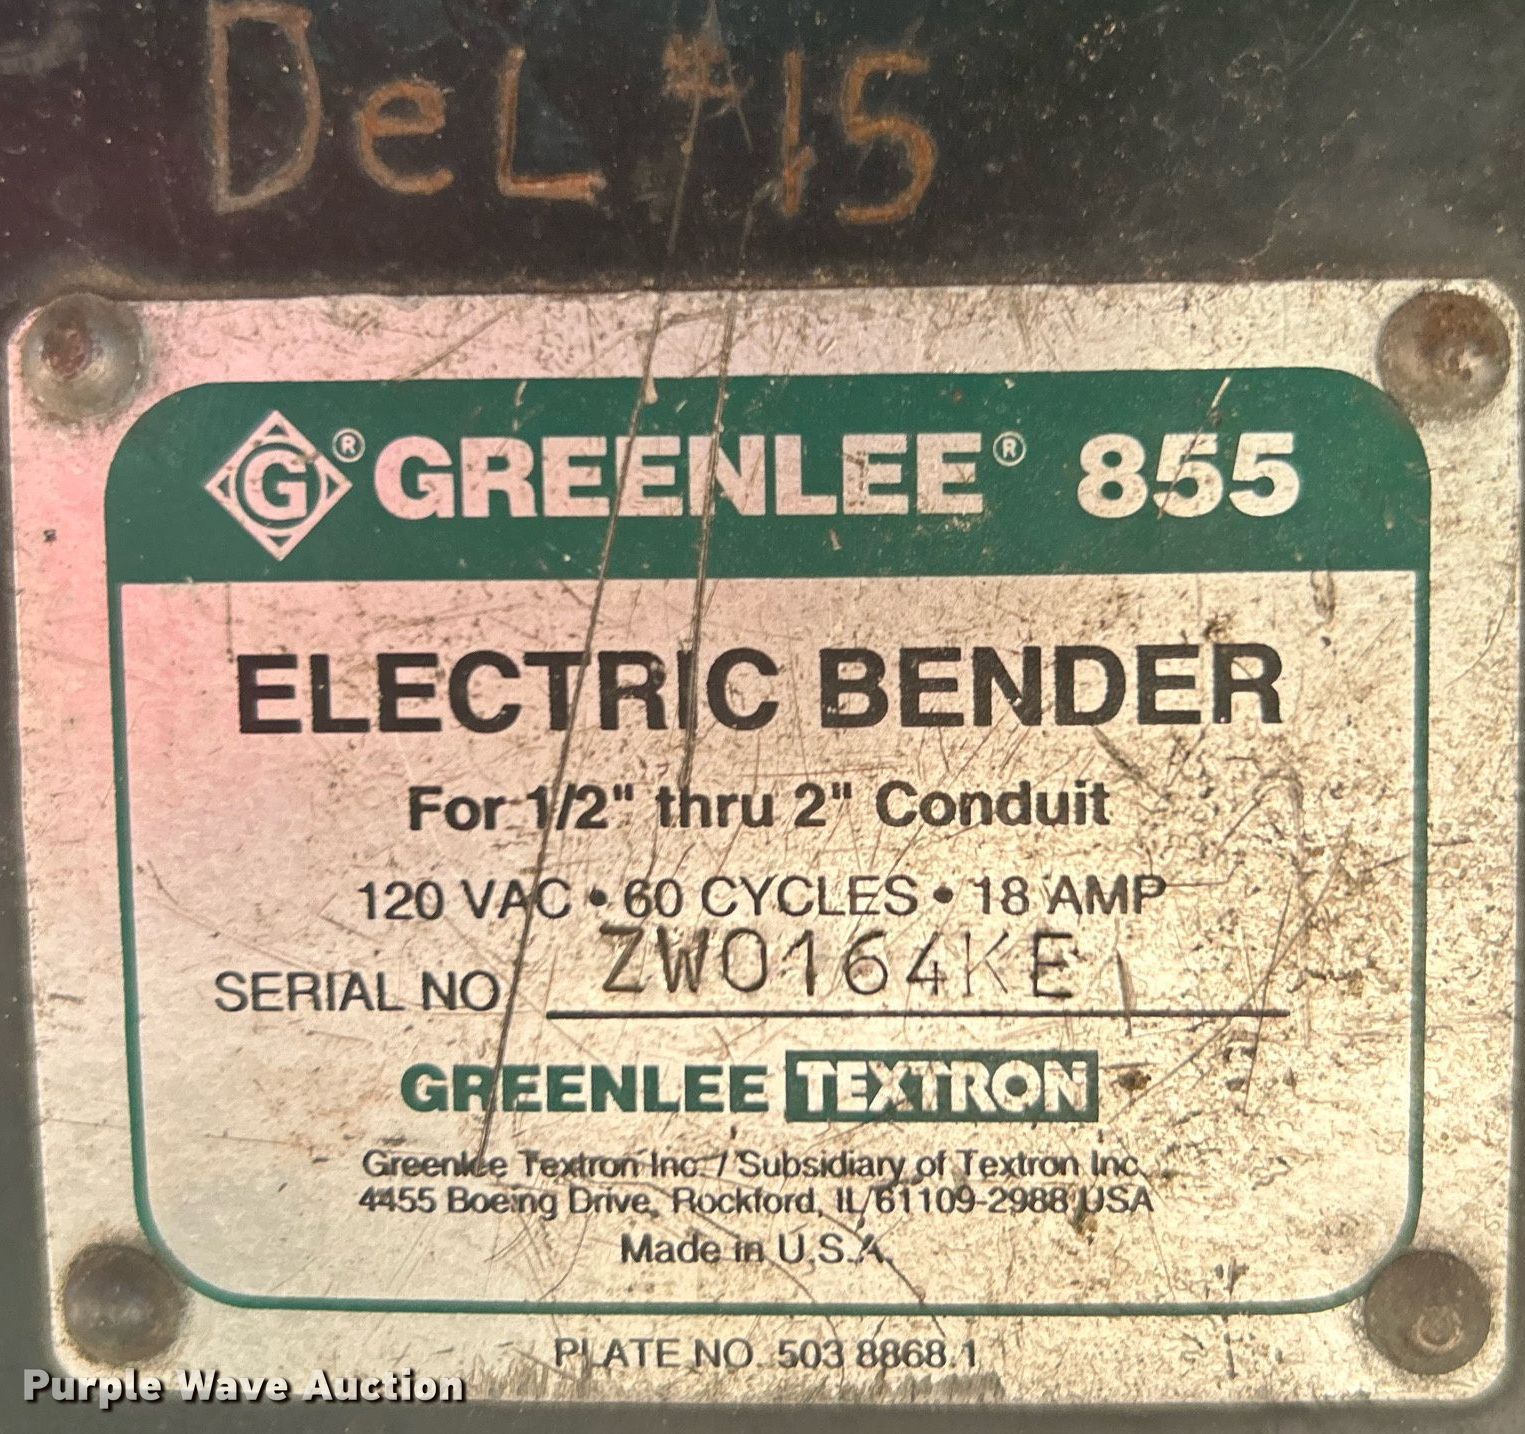 DeL #15
G® GREENLEE® 855
ELECTRIC BENDER
For 1/2" thru 2" Conduit
120 VAC • 60 CYCLES • 18 AMP
SERIAL NO ZW0164KE
GREENLEE TEXTRON
Greenlee Textron Inc. / Subsidiary of Textron Inc.
4455 Boeing Drive, Rockford, IL 61109-2988 USA
Made in U.S.A.
PLATE NO. 503 8868.1
Purple Wave Auction